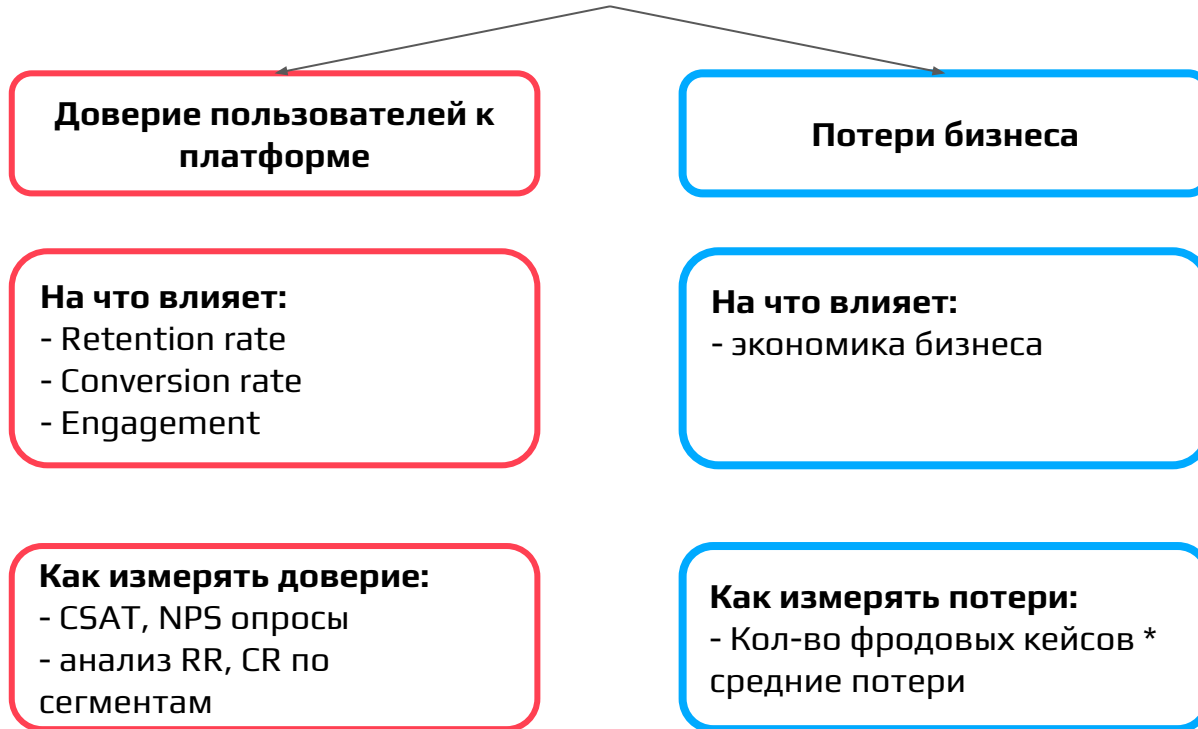 Доверие пользователей к
платформе
Потери бизнеса
На что влияет:
- Retention rate
- Conversion rate
- Engagement
На что влияет:
- экономика бизнеса
Как измерять доверие:
- CSAT, NPS опросы
- анализ RR, CR по
сегментам
Как измерять потери:
- Кол-во фродовых кейсов *
средние потери